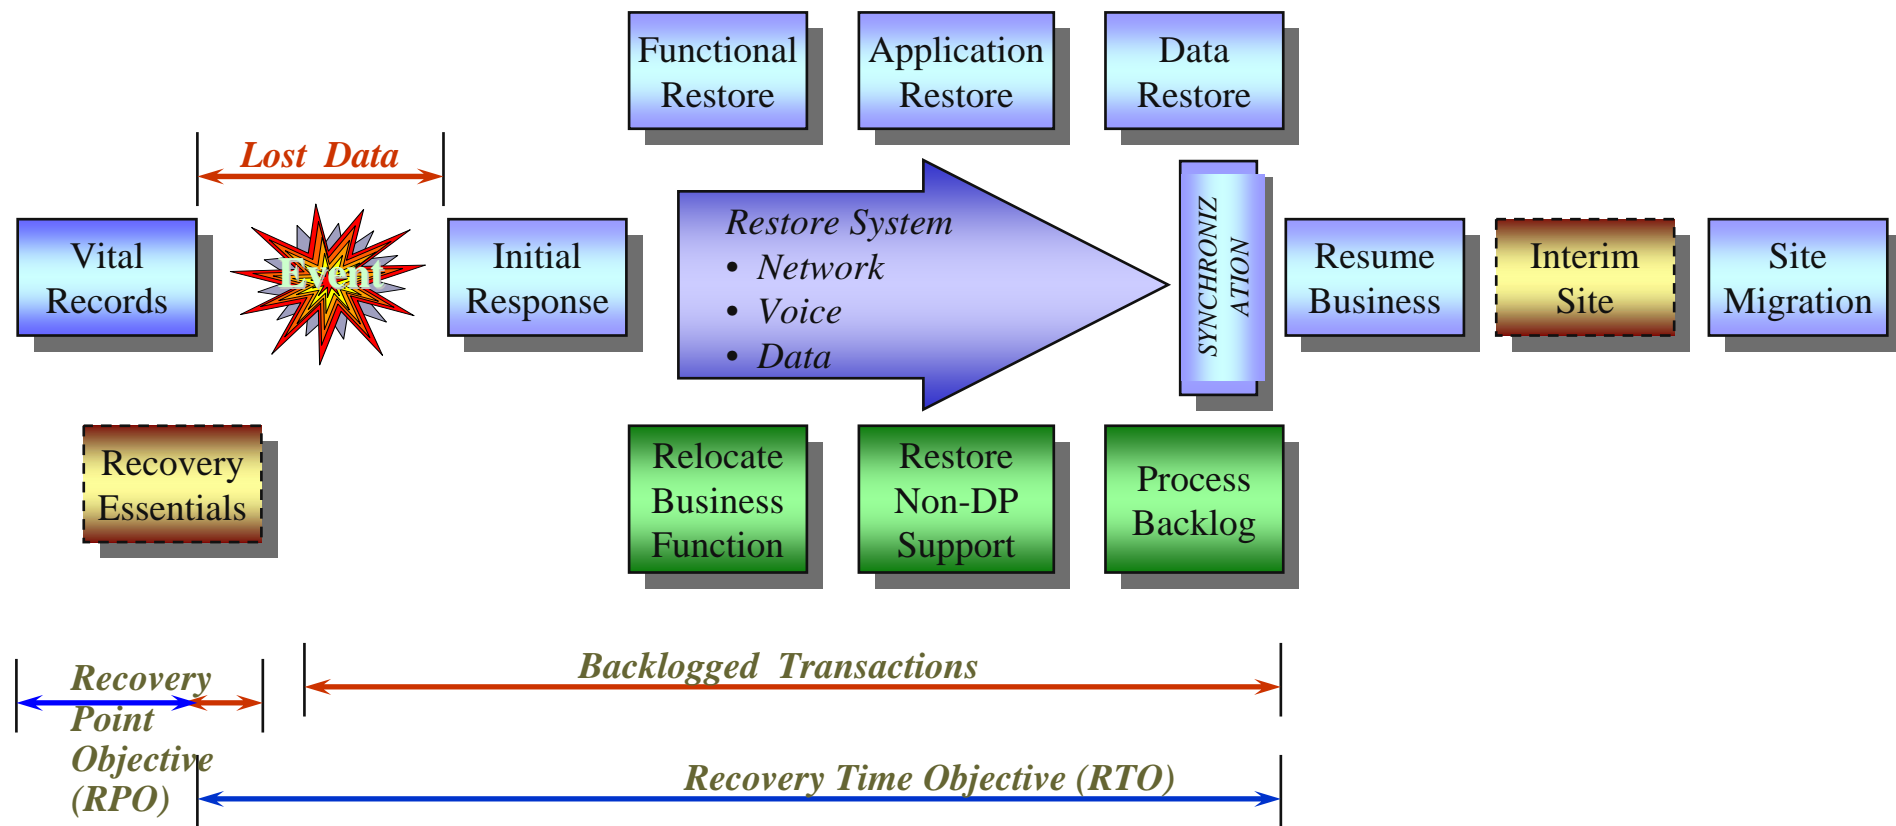 Functional
Restore
Application
Restore
Data
Restore
Lost Data
Vital
Records
Event
Initial
Response
Restore System
• Network
• Voice
• Data
SYNCHRONIZ
ATION
Resume
Business
Interim
Site
Site
Migration
Recovery
Essentials
Relocate
Business
Function
Restore
Non-DP
Support
Process
Backlog
Recovery
Point
Objective
(RPO)
Backlogged Transactions
Recovery Time Objective (RTO)